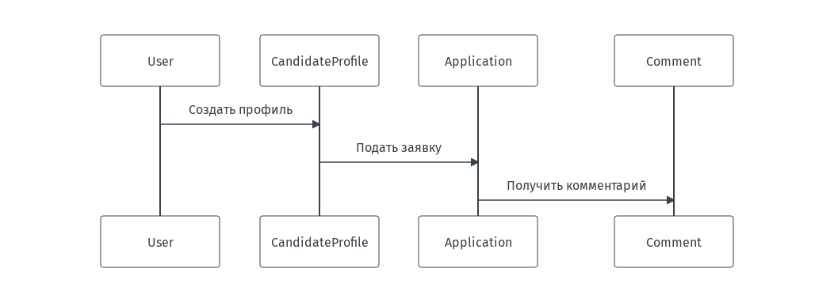 User
CandidateProfile
Application
Comment
Создать профиль
Подать заявку
Получить комментарий
User
CandidateProfile
Application
Comment